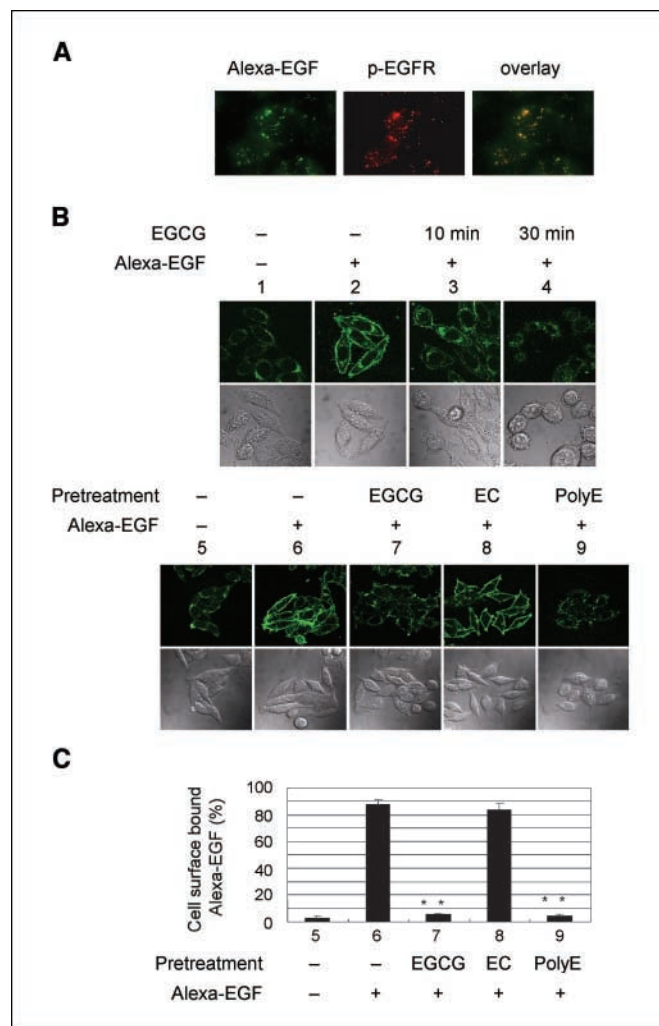 A
Alexa-EGF p-EGFR overlay
B
EGCG – – 10 min 30 min
Alexa-EGF – + + +
1 2 3 4
Pretreatment – – EGCG EC PolyE
Alexa-EGF – + + + +
5 6 7 8 9
C
Cell surface bound
Alexa-EGF (%)
100
80
60
40
20
0
* * * *
5 6 7 8 9
Pretreatment – – EGCG EC PolyE
Alexa-EGF – + + + +